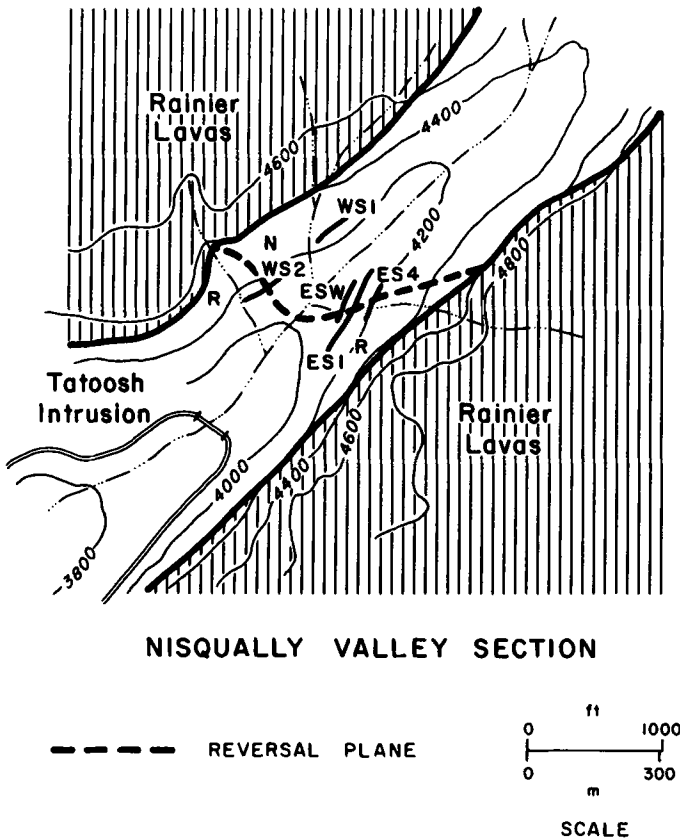 Rainier
Lavas
4600
4400
WS1
N
4200
WS2
ESW
ES4
4800
R
ES1
R
Tatoosh
Intrusion
Rainier
Lavas
4600
4400
4000
3800
NISQUALLY VALLEY SECTION
REVERSAL PLANE
ft
0 1000
0 300
m
SCALE